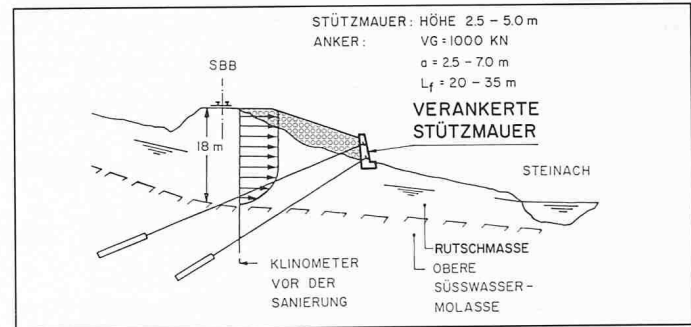 STÜTZMAUER: HÖHE 2.5 - 5.0 m
ANKER: VG = 1000 KN
a = 2.5 - 7.0 m
Lf = 20 - 35 m
SBB
VERANKERTE
STÜTZMAUER
18 m
STEINACH
KLINOMETER
VOR DER
SANIERUNG
RUTSCHMASSE
OBERE
SÜSSWASSER-
MOLASSE